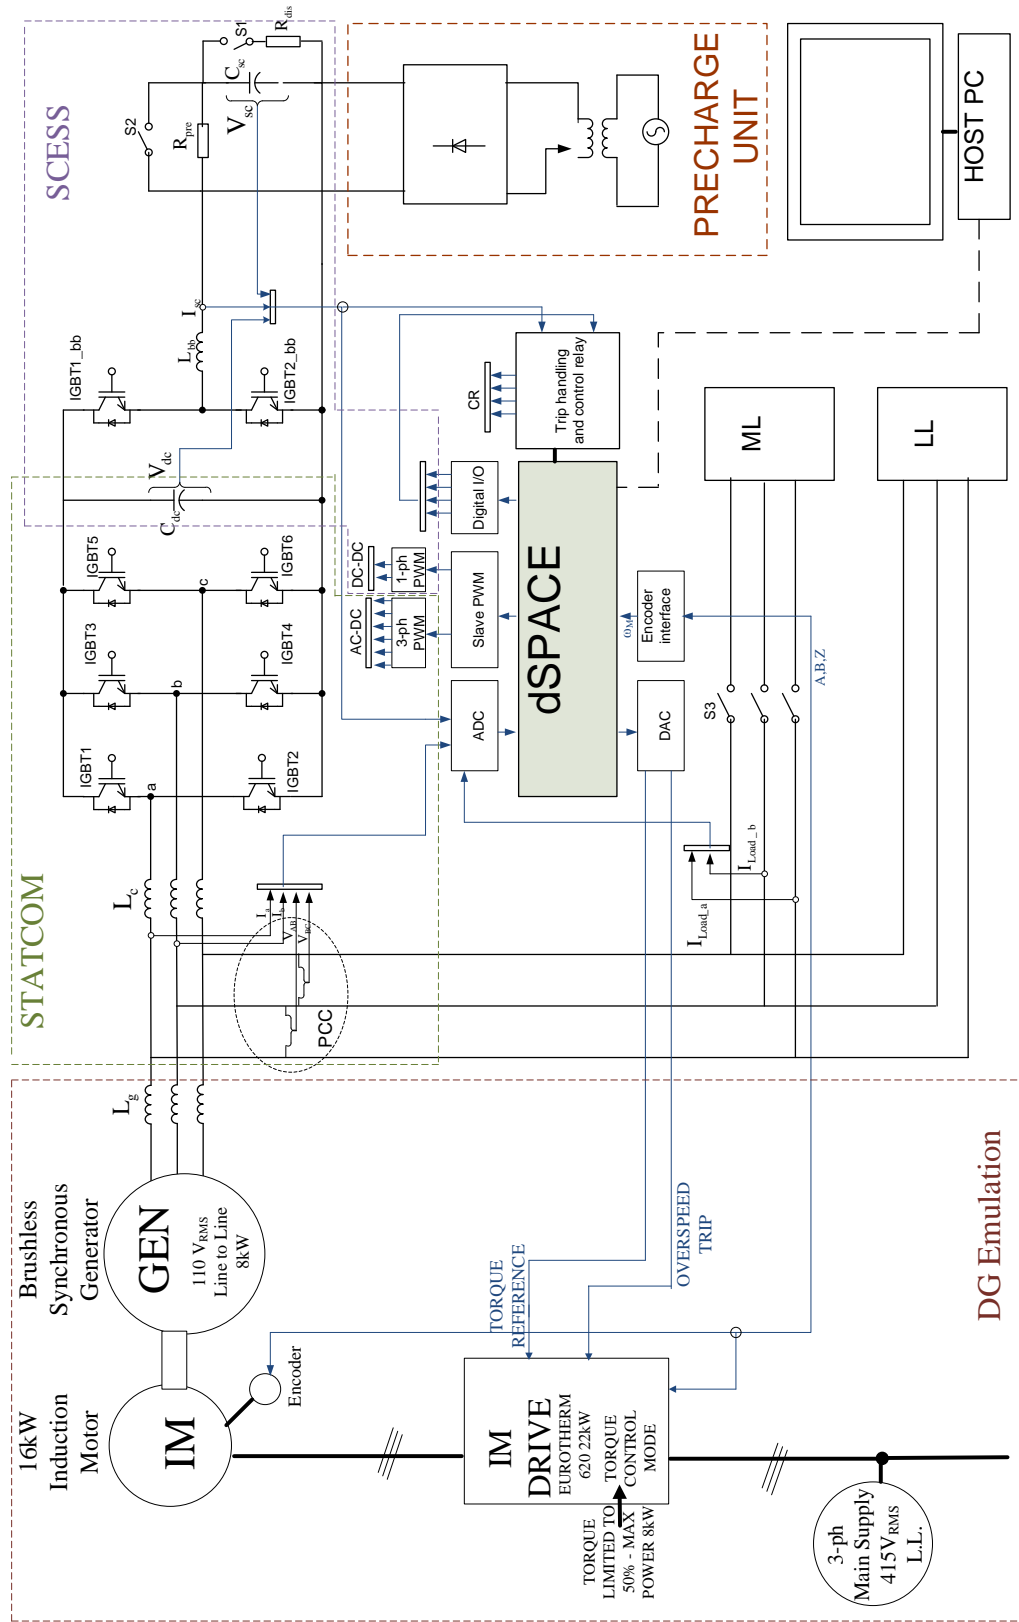 SCESS
S2
R_pre
C_sc
V_sc
S1
R_dis
PRECHARGE
UNIT
HOST PC
I_sc
L_bb
IGBT1_bb
IGBT2_bb
V_dc
C_dc
IGBT5
IGBT6
c
IGBT3
IGBT4
b
IGBT1
IGBT2
a
STATCOM
L_c
I_a
I_b
V_AB
V_BC
PCC
CR
Trip handling
and control relay
Digital I/O
DC-DC
1-ph
PWM
AC-DC
3-ph
PWM
Slave PWM
ADC
dSPACE
ω_M
Encoder
interface
DAC
A,B,Z
ML
LL
S3
I_Load_a
I_Load_b
L_g
Brushless
Synchronous
Generator
GEN
110 V_RMS
Line to Line
8kW
16kW
Induction
Motor
IM
Encoder
TORQUE
REFERENCE
OVERSPEED
TRIP
IM
DRIVE
EUROTHERM
620 22kW
TORQUE
CONTROL
MODE
TORQUE
LIMITED TO
50% - MAX
POWER 8kW
3-ph
Main Supply
415V_RMS
L.L.
DG Emulation